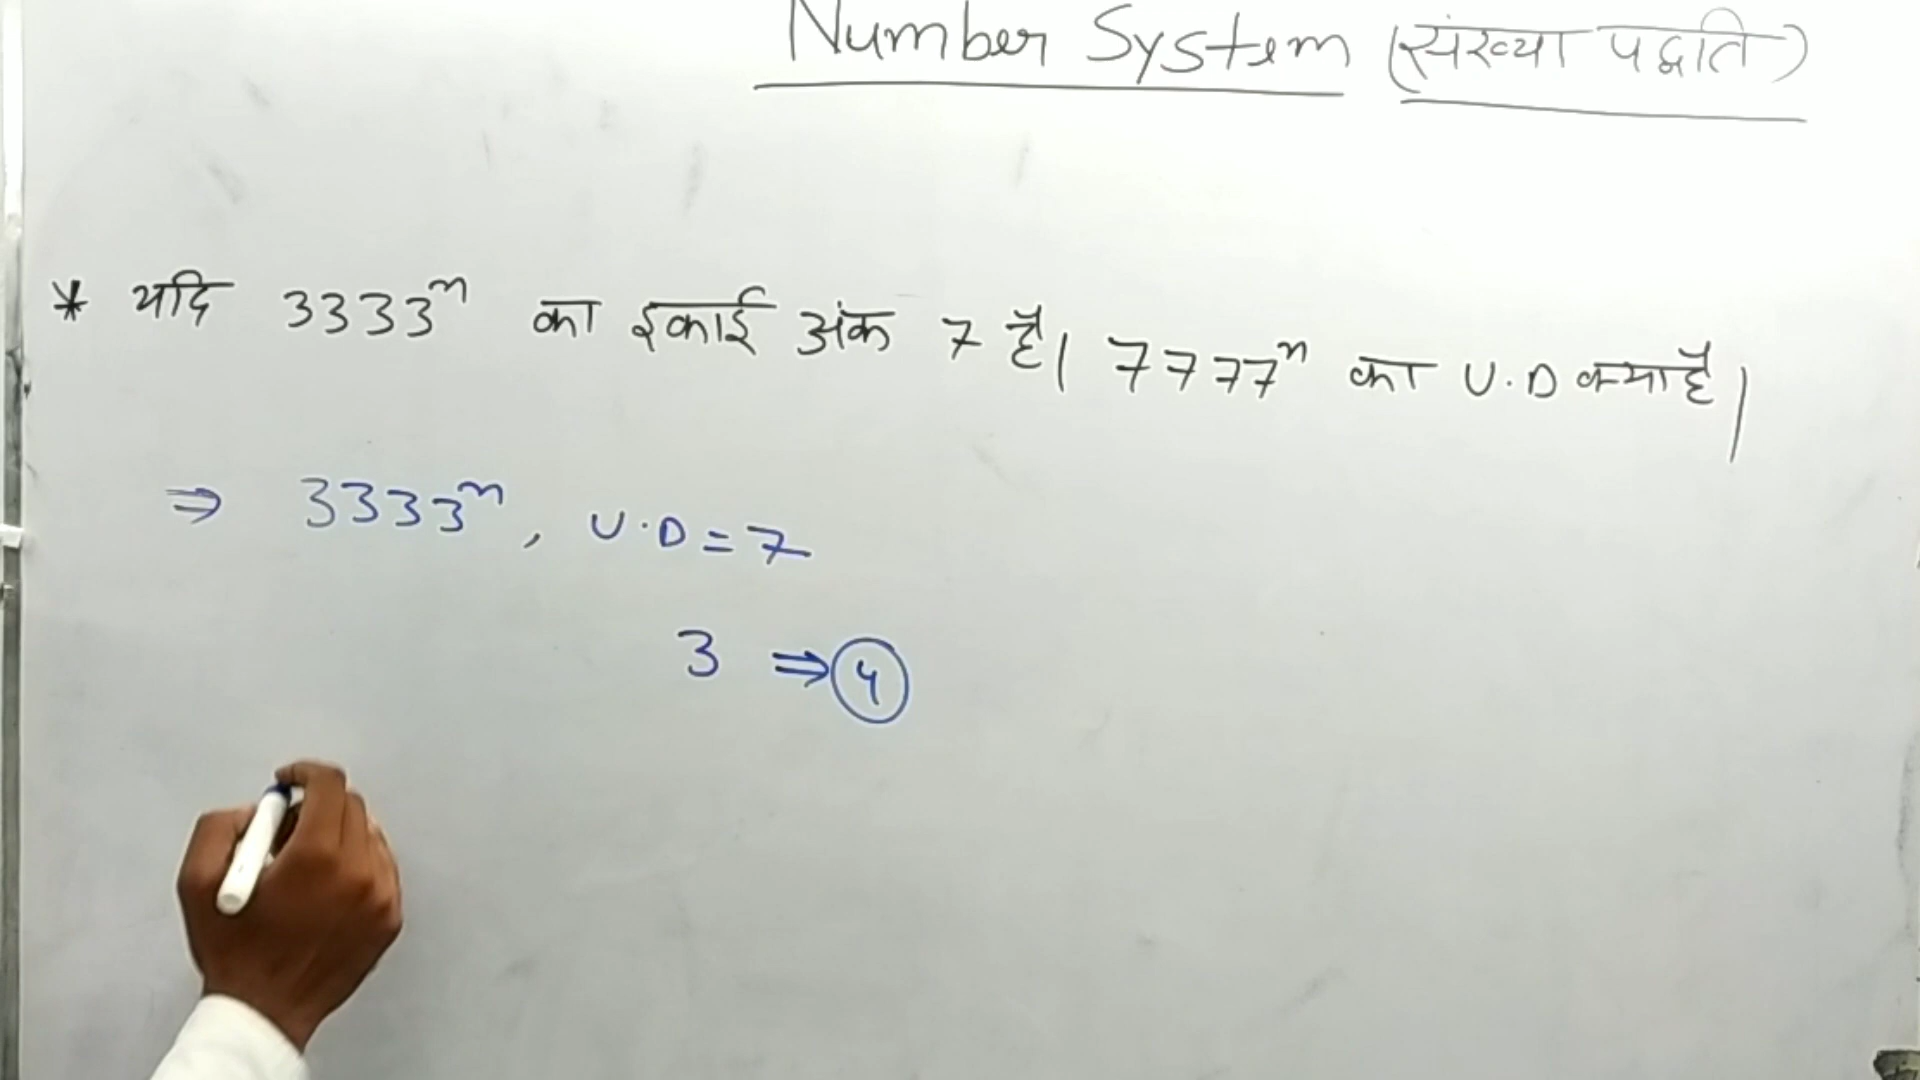 Number System (संख्या पद्धति)
* यदि 3333ⁿ का इकाई अंक 7 है। 7777ⁿ का U.D क्या है।
⇒ 3333ⁿ, U.D = 7
3 ⇒ 4